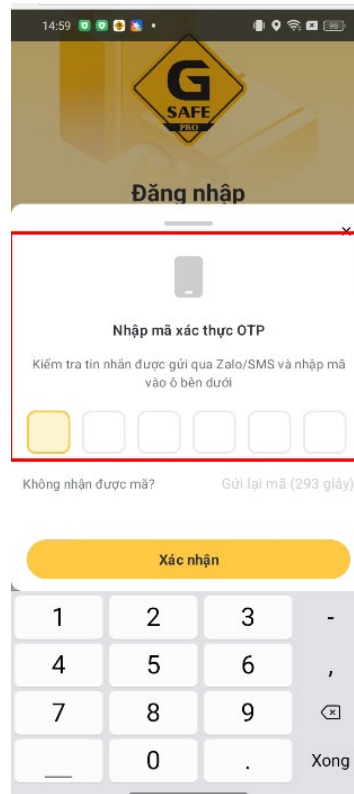 14:59
98
G
SAFE
PRO
Đăng nhập
×
Nhập mã xác thực OTP
Kiểm tra tin nhắn được gửi qua Zalo/SMS và nhập mã
vào ô bên dưới
Không nhận được mã? Gửi lại mã (293 giây)
Xác nhận
1 2 3 -
4 5 6 ,
7 8 9
0 . Xong